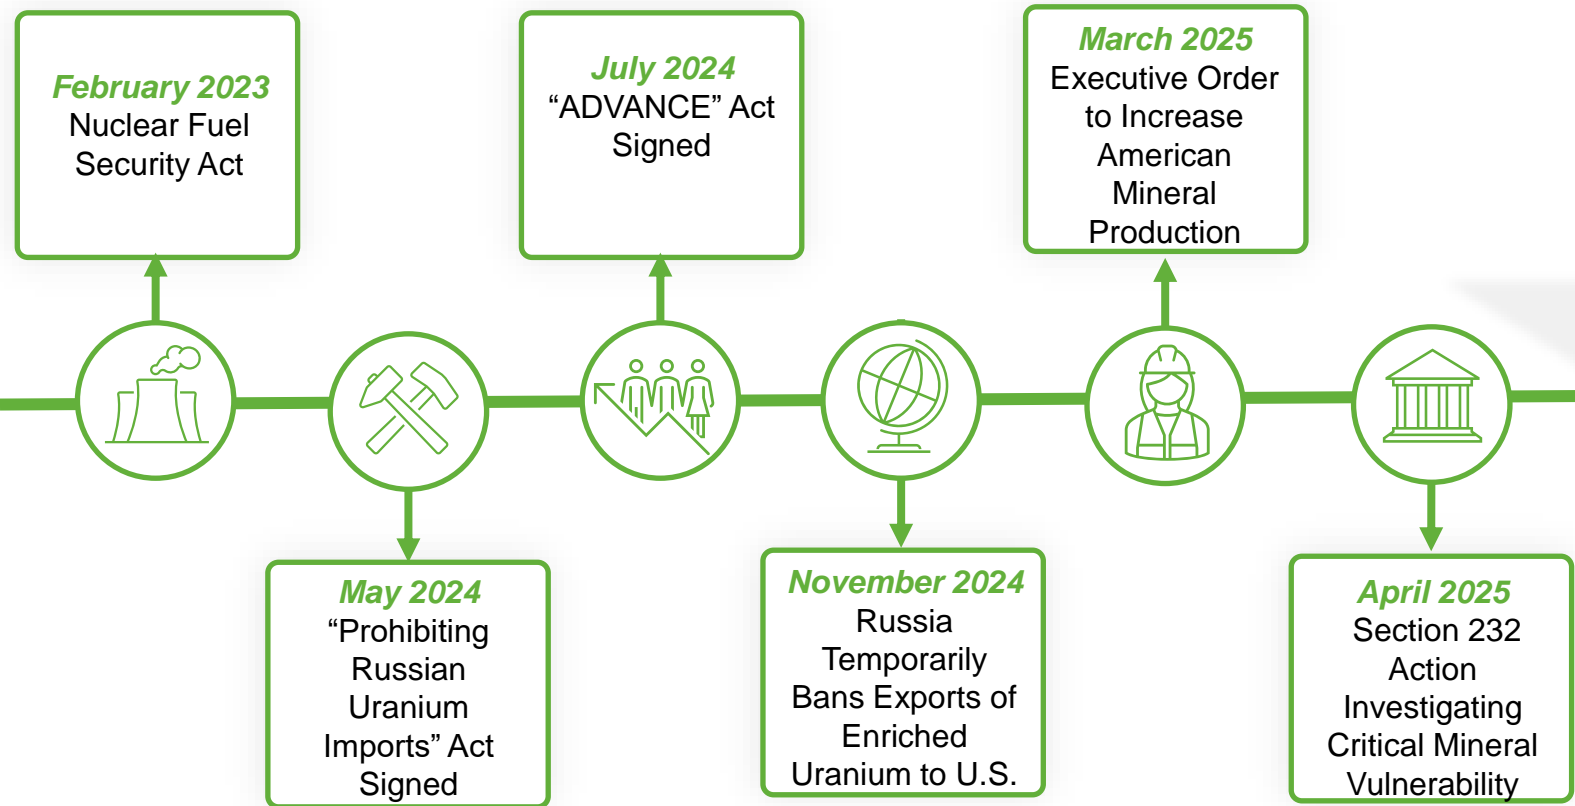 February 2023
Nuclear Fuel
Security Act
May 2024
“Prohibiting
Russian
Uranium
Imports” Act
Signed
July 2024
“ADVANCE” Act
Signed
November 2024
Russia
Temporarily
Bans Exports of
Enriched
Uranium to U.S.
March 2025
Executive Order
to Increase
American
Mineral
Production
April 2025
Section 232
Action
Investigating
Critical Mineral
Vulnerability